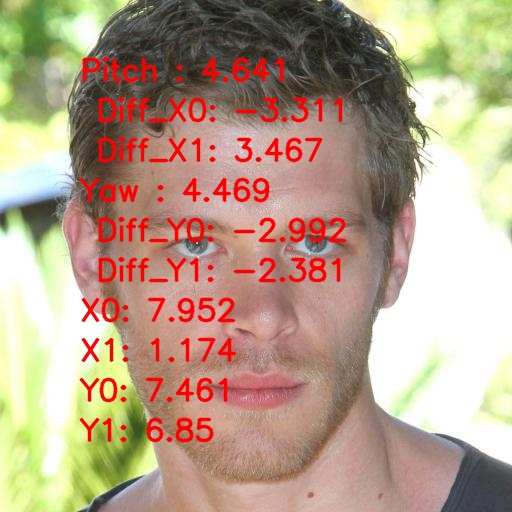 Pitch : 4.641
Diff_X0: -3.311
Diff_X1: 3.467
Yaw : 4.469
Diff_Y0: -2.992
Diff_Y1: -2.381
X0: 7.952
X1: 1.174
Y0: 7.461
Y1: 6.85